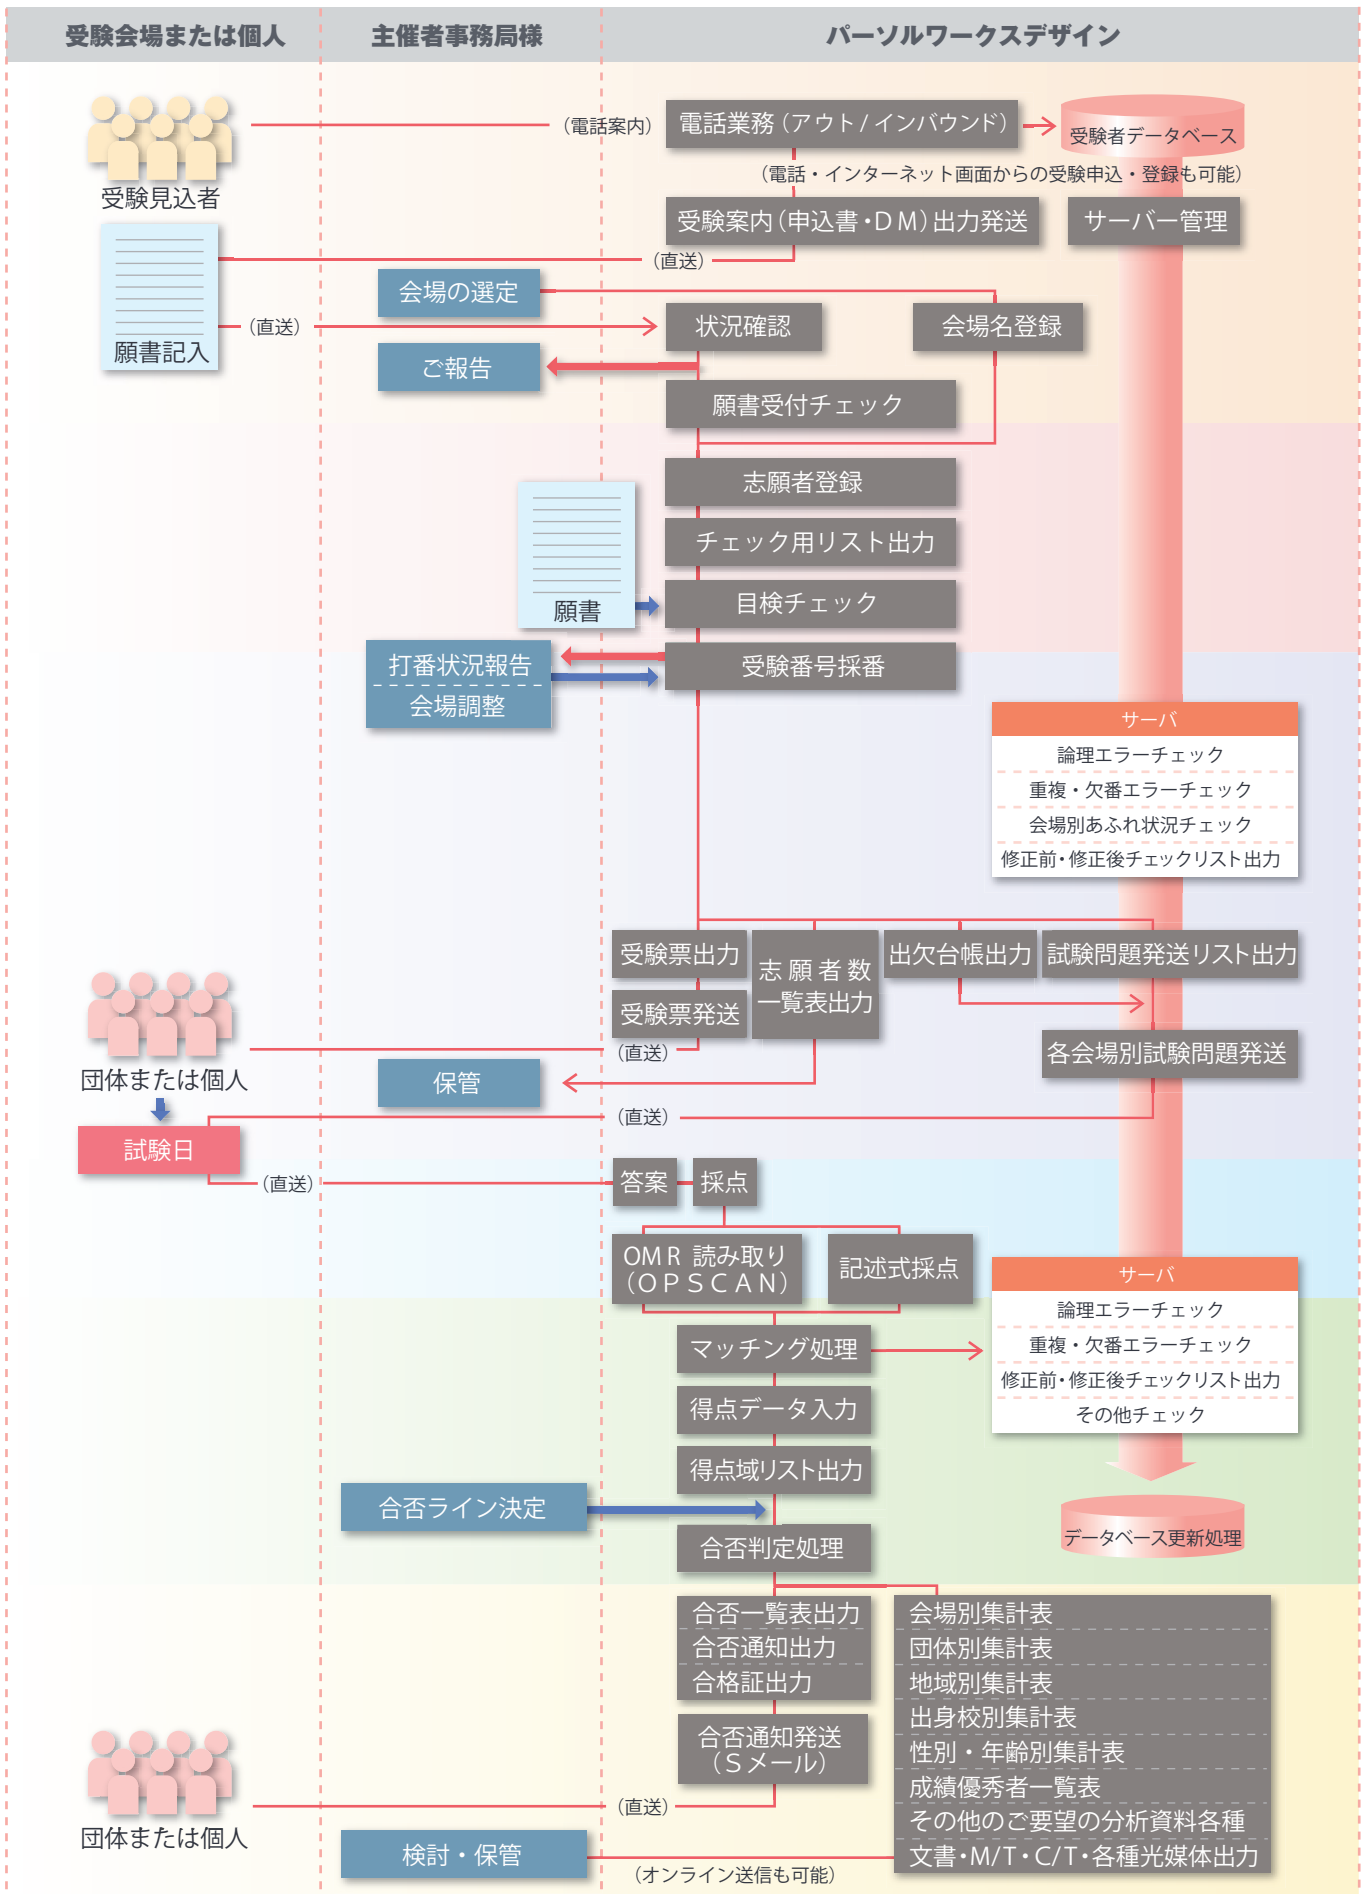 受験会場または個人
主催者事務局様
パーソルワークスデザイン
（電話案内）
電話業務（アウト / インバウンド）
受験者データベース
（電話・インターネット画面からの受験申込・登録も可能）
受験見込者
受験案内（申込書・DM）出力発送
サーバー管理
（直送）
会場の選定
（直送）
状況確認
会場名登録
願書記入
ご報告
願書受付チェック
志願者登録
チェック用リスト出力
願書
目検チェック
打番状況報告
会場調整
受験番号採番
サーバ
論理エラーチェック
重複・欠番エラーチェック
会場別あふれ状況チェック
修正前・修正後チェックリスト出力
受験票出力
志願者数
一覧表出力
出欠台帳出力
試験問題発送リスト出力
受験票発送
（直送）
各会場別試験問題発送
団体または個人
保管
（直送）
試験日
（直送）
答案
採点
OMR 読み取り
（OPSCAN）
記述式採点
サーバ
論理エラーチェック
重複・欠番エラーチェック
修正前・修正後チェックリスト出力
その他チェック
マッチング処理
得点データ入力
得点域リスト出力
合否ライン決定
合否判定処理
データベース更新処理
合否一覧表出力
合否通知出力
合格証出力
会場別集計表
団体別集計表
地域別集計表
出身校別集計表
性別・年齢別集計表
成績優秀者一覧表
その他のご要望の分析資料各種
文書・M/T・C/T・各種光媒体出力
合否通知発送
（Sメール）
（直送）
団体または個人
検討・保管
（オンライン送信も可能）